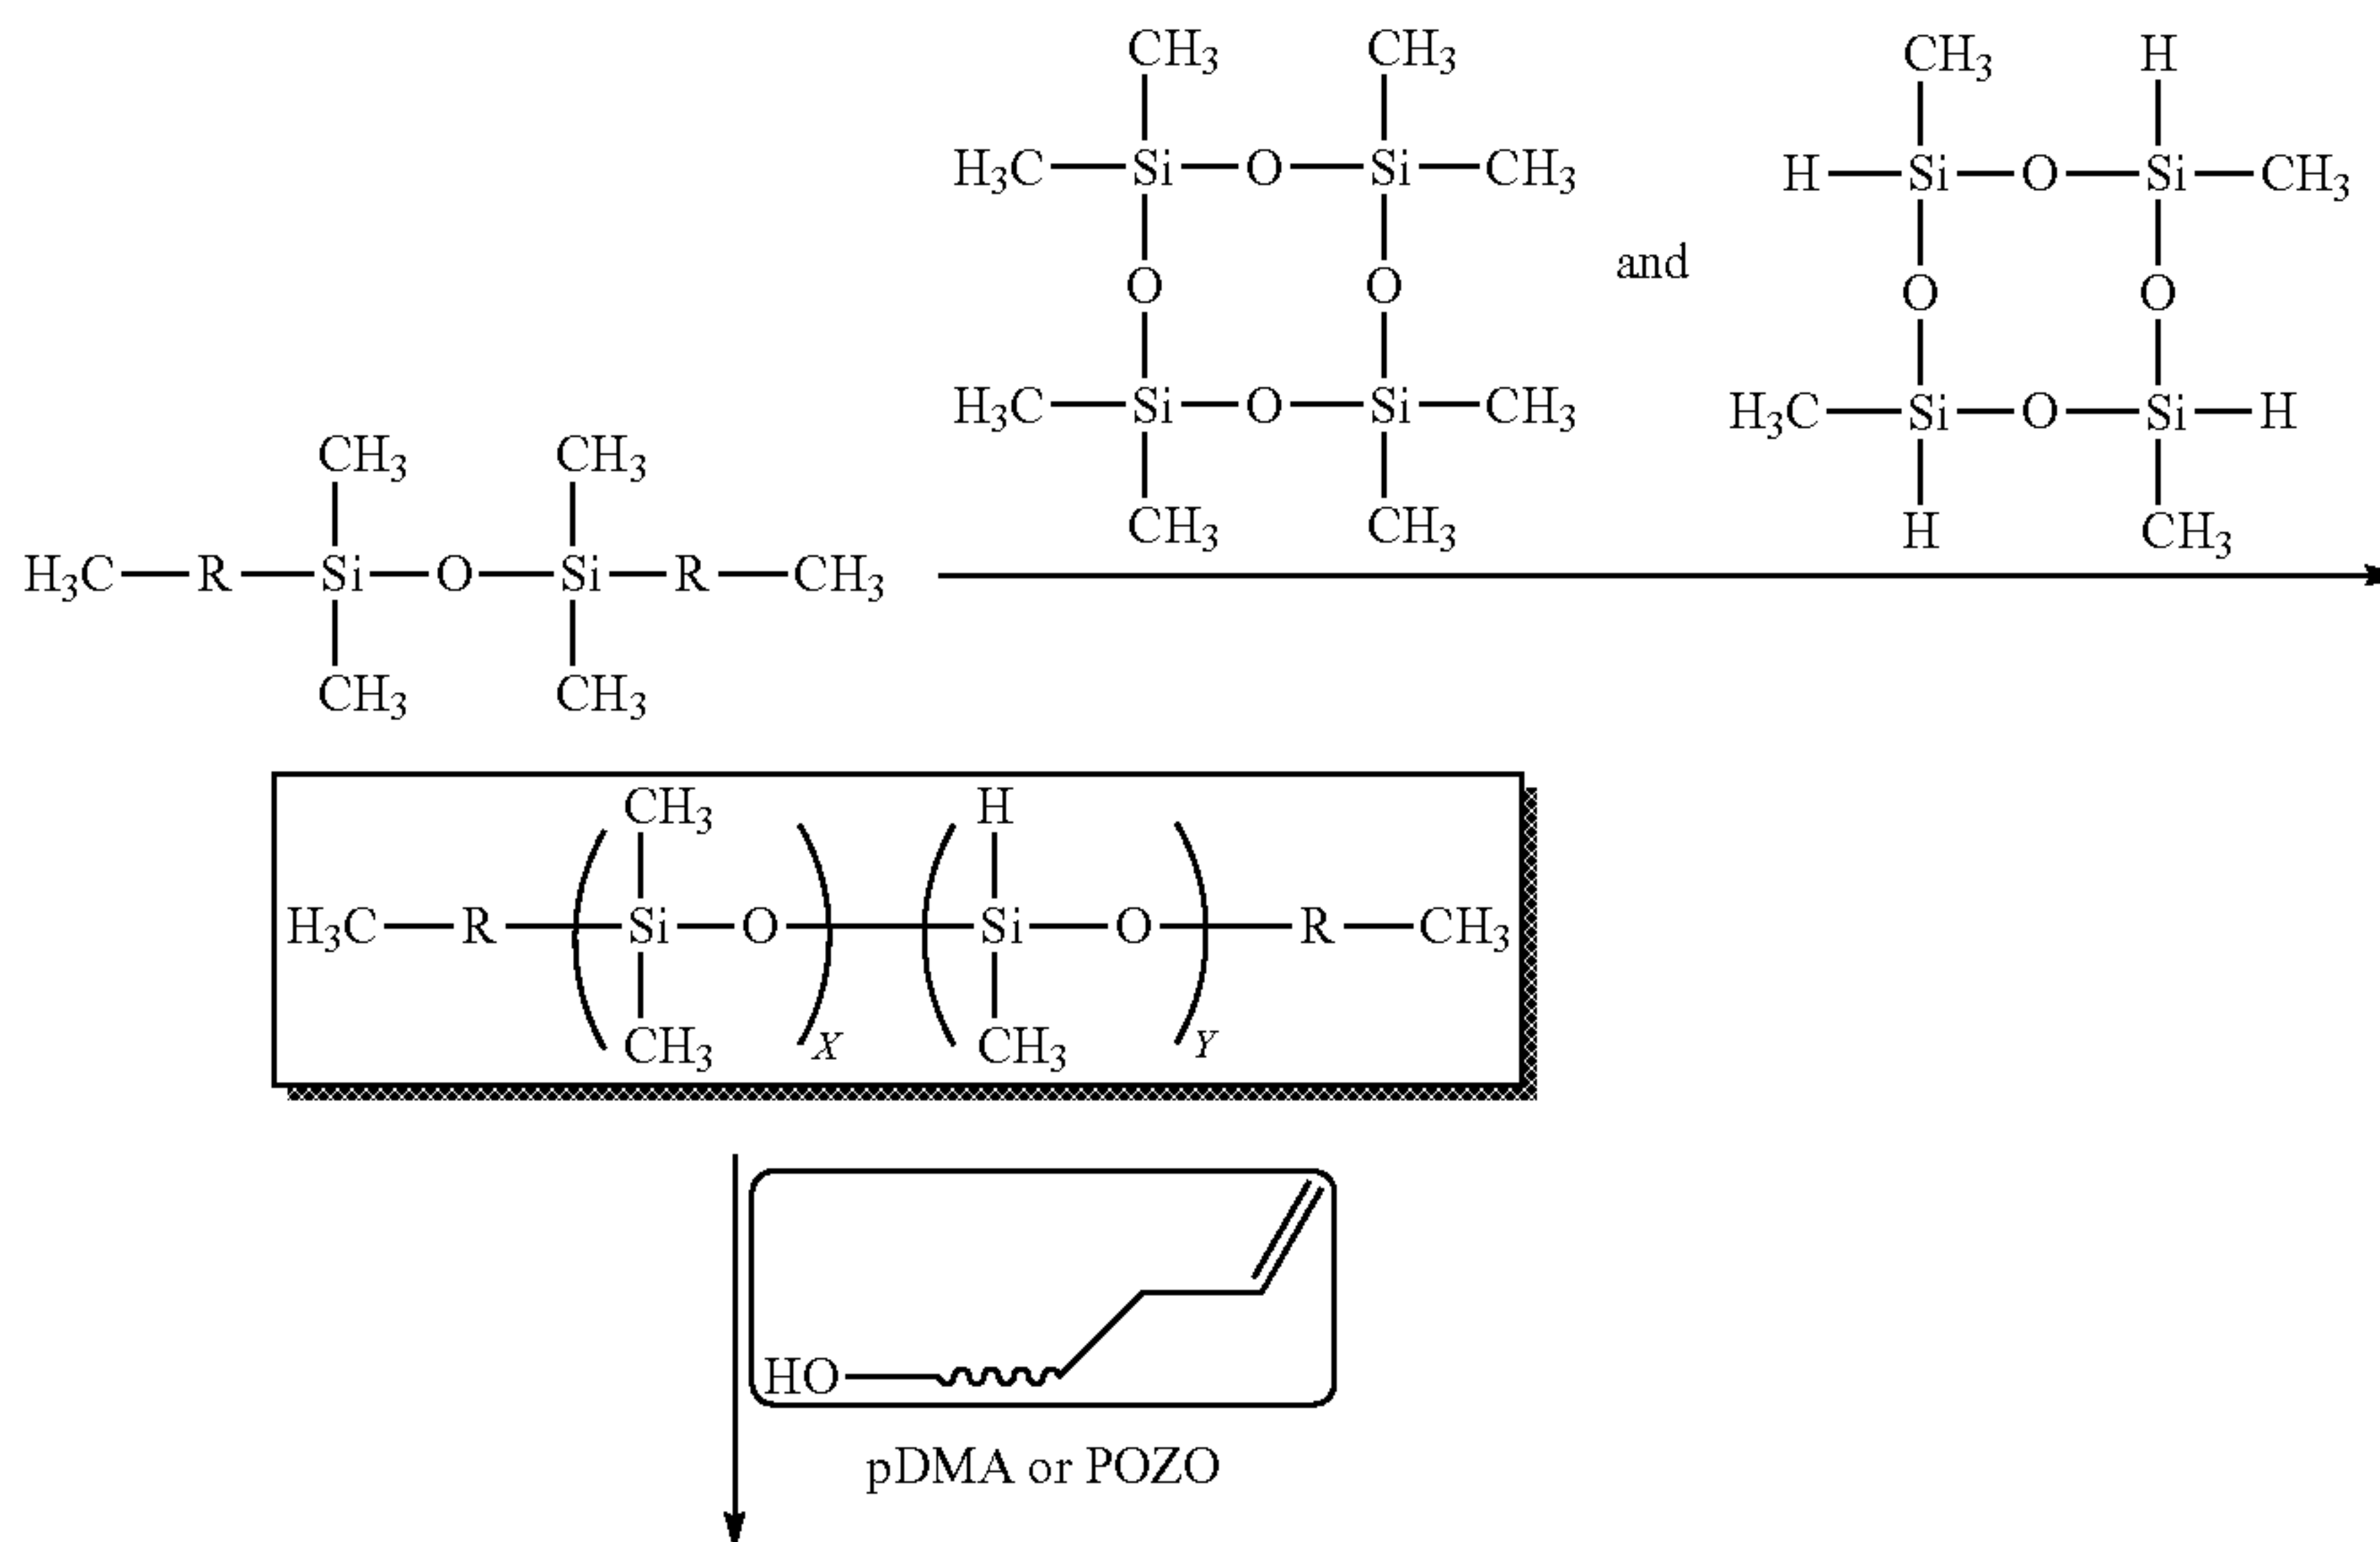 CH3 CH3 CH3 H
H3C Si O Si CH3 H Si O Si CH3
O O and O O
H3C Si O Si CH3 H3C Si O Si H
CH3 CH3 H CH3
CH3 CH3
H3C R Si O Si R CH3
CH3 CH3
CH3 H
H3C R Si O Si O R CH3
CH3 X CH3 Y
HO
pDMA or POZO